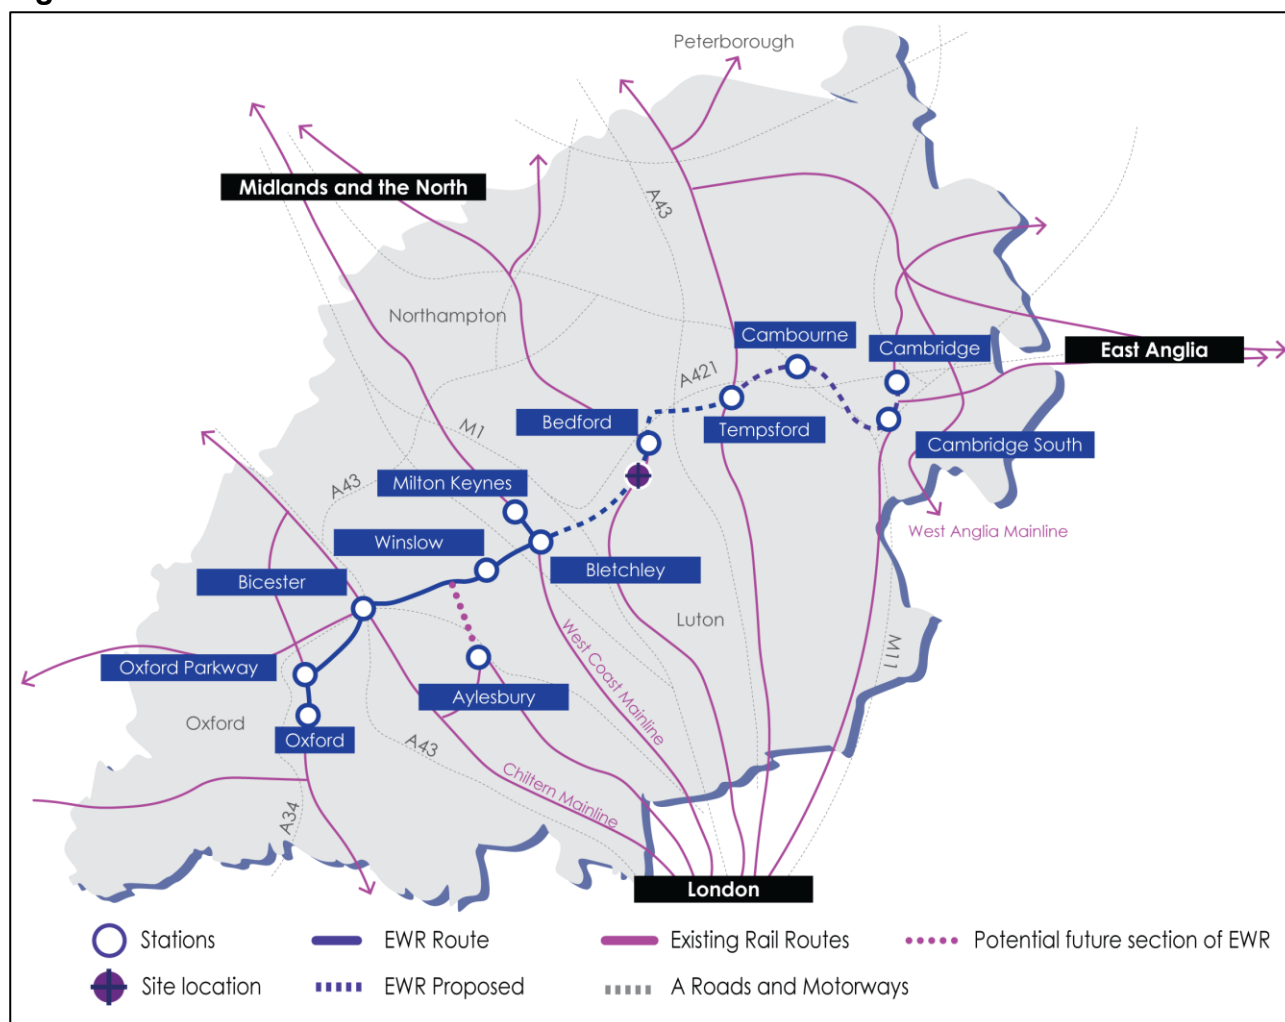 Peterborough
Midlands and the North
A43
Northampton
Cambourne
Cambridge
East Anglia
A421
Bedford
Tempsford
M1
Cambridge South
A43
Milton Keynes
West Anglia Mainline
Winslow
Bicester
Bletchley
Luton
West Coast Mainline
M11
Oxford Parkway
Aylesbury
Oxford
Oxford
A43
Chiltern Mainline
A34
London
Stations
EWR Route
Existing Rail Routes
Potential future section of EWR
Site location
EWR Proposed
A Roads and Motorways